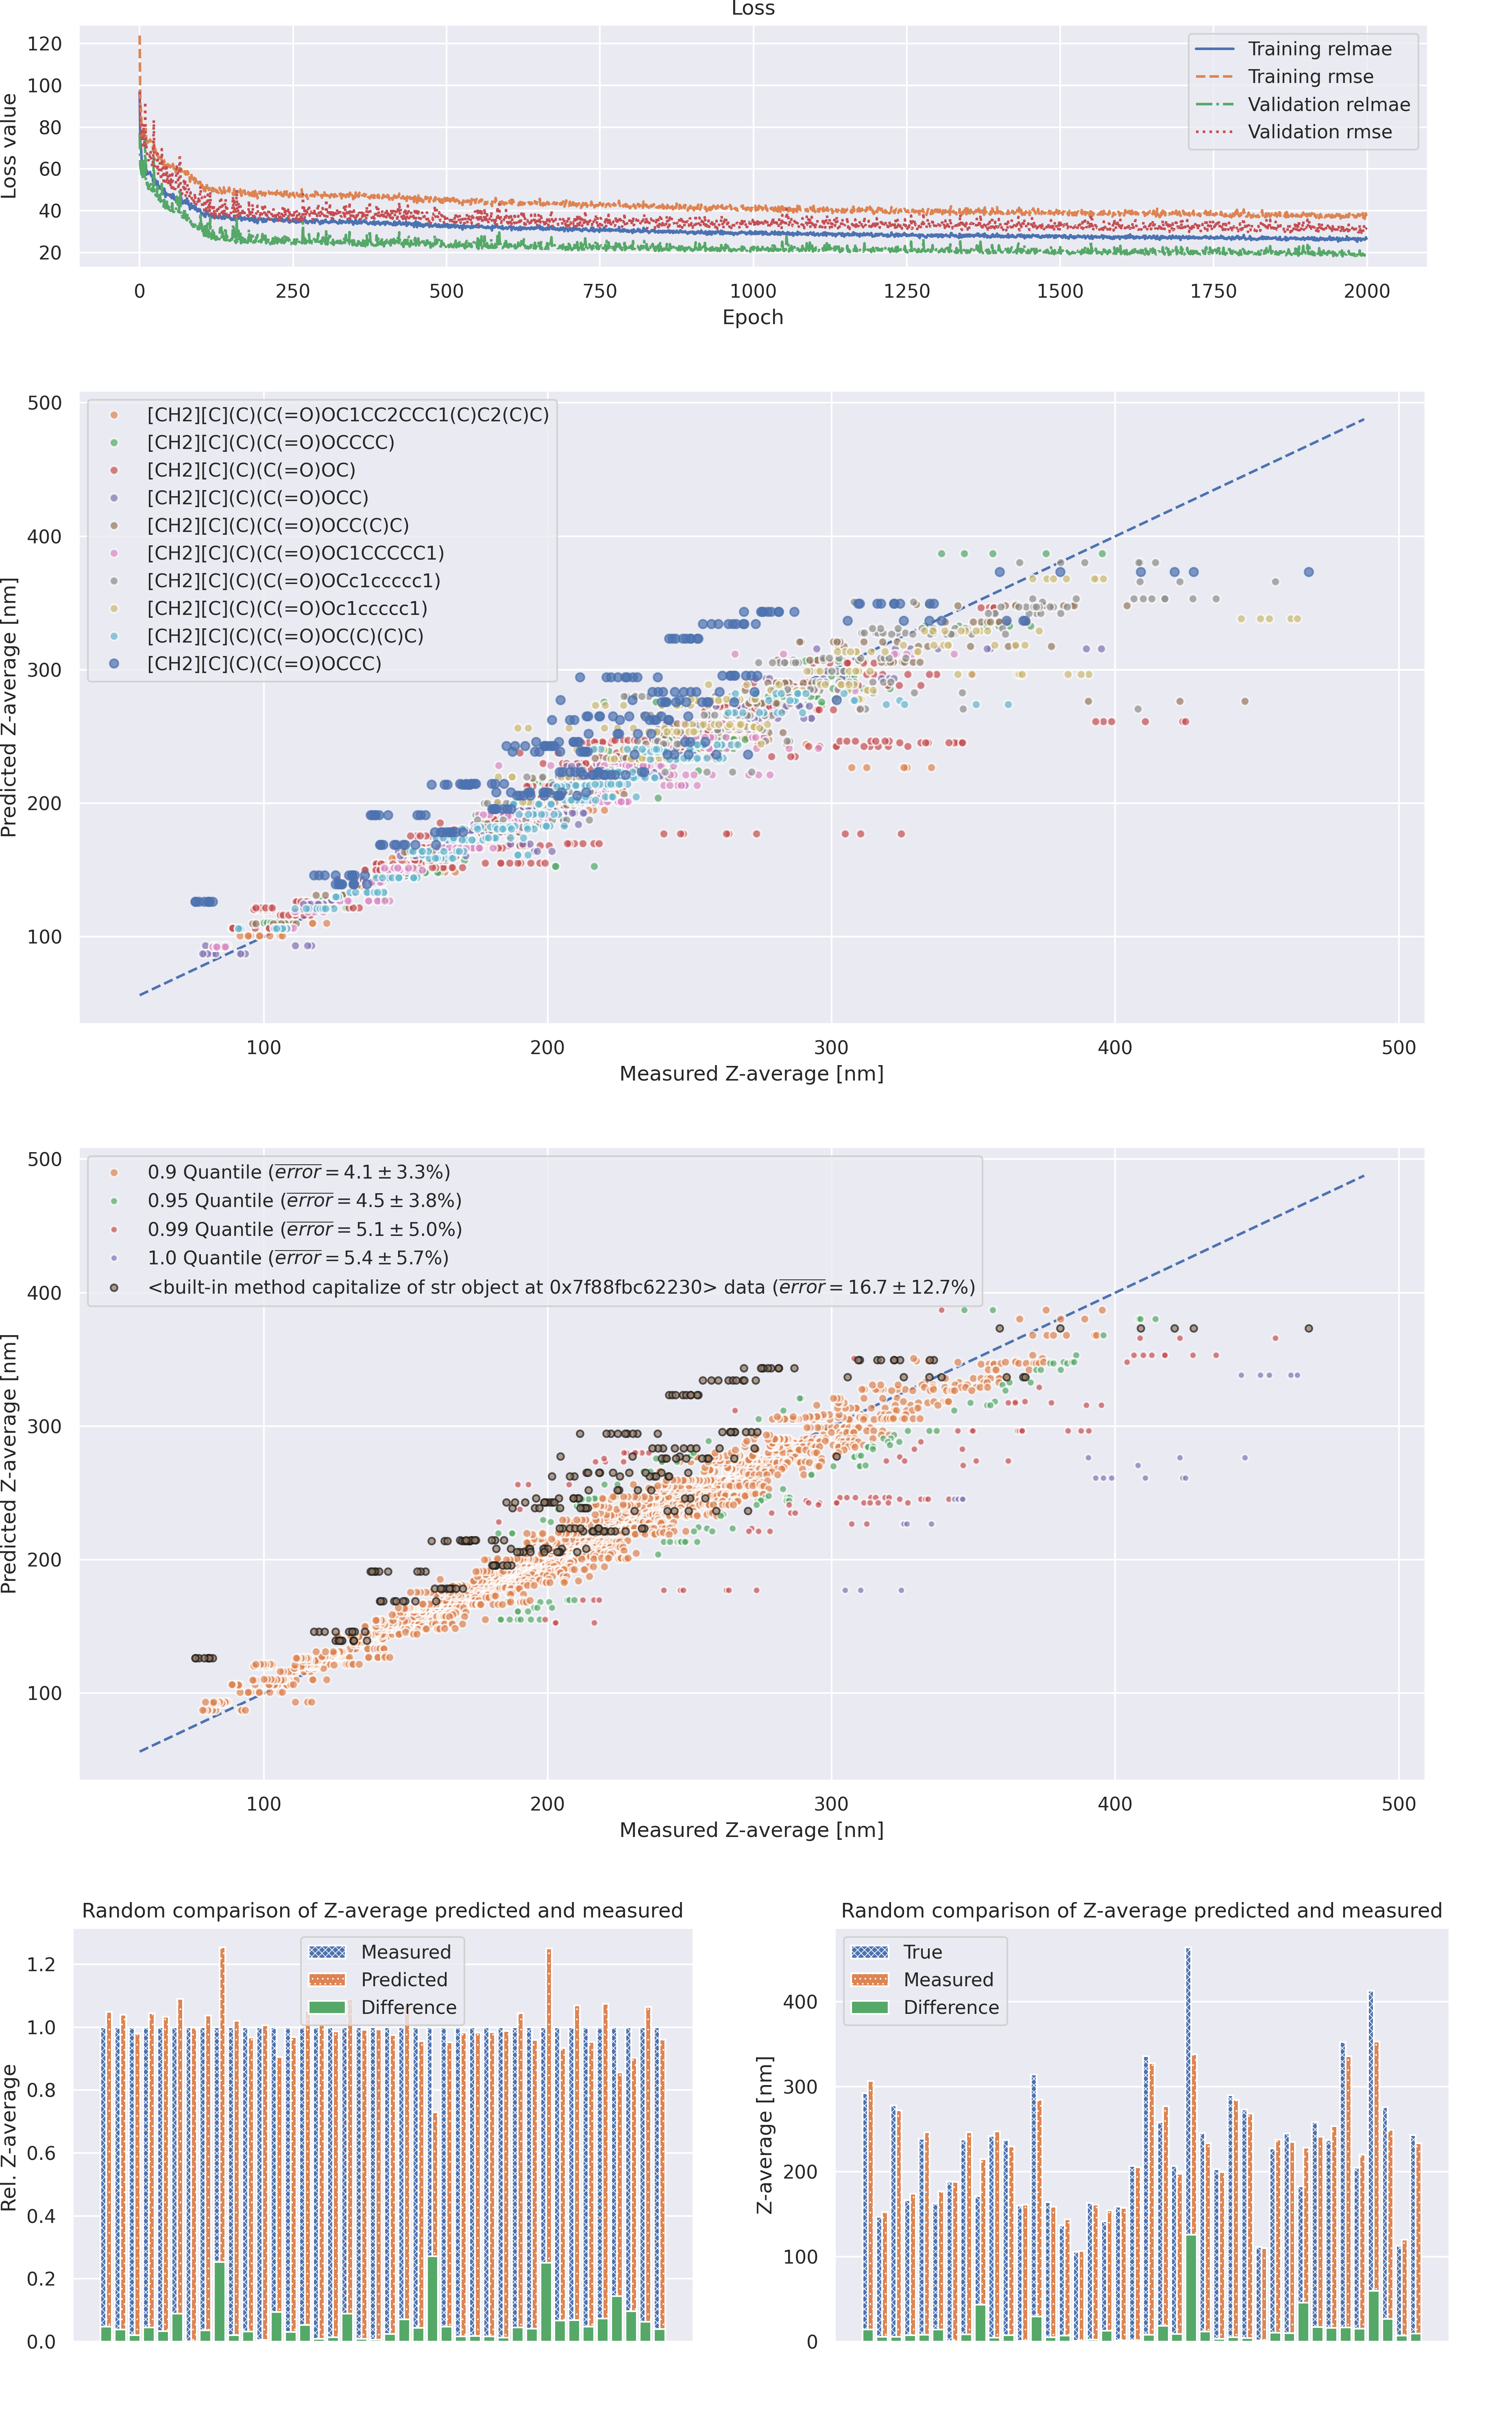 Loss
Loss value
120
100
80
60
40
20
Training relmae
Training rmse
Validation relmae
Validation rmse
0 250 500 750 1000 1250 1500 1750 2000
Epoch
Predicted Z-average [nm]
500
400
300
200
100
[CH2][C](C)(C(=O)OC1CC2CCC1(C)C2(C)C)
[CH2][C](C)(C(=O)OCCCC)
[CH2][C](C)(C(=O)OC)
[CH2][C](C)(C(=O)OCC)
[CH2][C](C)(C(=O)OCC(C)C)
[CH2][C](C)(C(=O)OC1CCCCC1)
[CH2][C](C)(C(=O)OCc1ccccc1)
[CH2][C](C)(C(=O)Oc1ccccc1)
[CH2][C](C)(C(=O)OC(C)(C)C)
[CH2][C](C)(C(=O)OCCC)
100 200 300 400 500
Measured Z-average [nm]
Predicted Z-average [nm]
500
400
300
200
100
0.9 Quantile (error = 4.1 ± 3.3%)
0.95 Quantile (error = 4.5 ± 3.8%)
0.99 Quantile (error = 5.1 ± 5.0%)
1.0 Quantile (error = 5.4 ± 5.7%)
<built-in method capitalize of str object at 0x7f88fbc62230> data (error = 16.7 ± 12.7%)
100 200 300 400 500
Measured Z-average [nm]
Random comparison of Z-average predicted and measured
Rel. Z-average
1.2
1.0
0.8
0.6
0.4
0.2
0.0
Measured
Predicted
Difference
Random comparison of Z-average predicted and measured
Z-average [nm]
400
300
200
100
0
True
Measured
Difference